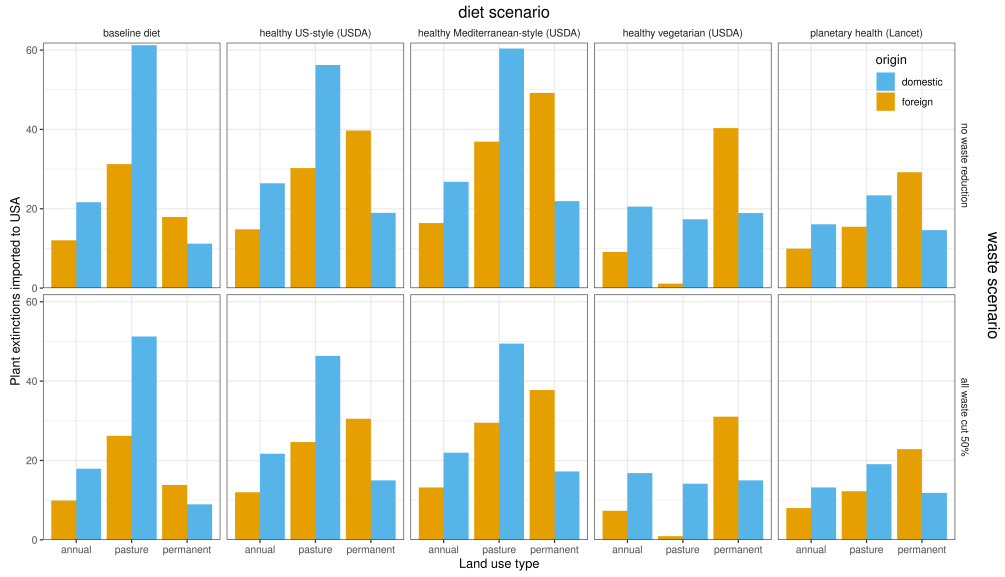 diet scenario
baseline diet
healthy US-style (USDA)
healthy Mediterranean-style (USDA)
healthy vegetarian (USDA)
planetary health (Lancet)
origin
domestic
foreign
60
40
20
0
no waste reduction
Plant extinctions imported to USA
waste scenario
60
40
20
0
all waste cut 50%
annual pasture permanent
annual pasture permanent
annual pasture permanent
annual pasture permanent
annual pasture permanent
Land use type